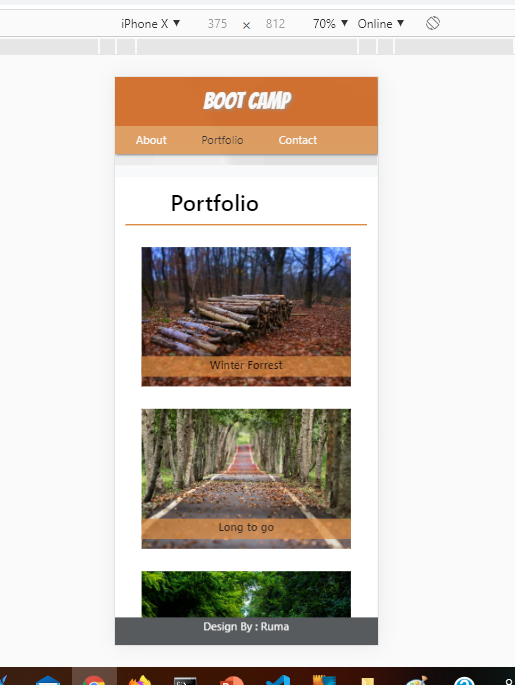 iPhone X ▼ 375 × 812 70% ▼ Online ▼
BOOT CAMP
About Portfolio Contact
Portfolio
Winter Forrest
Long to go
Design By : Ruma